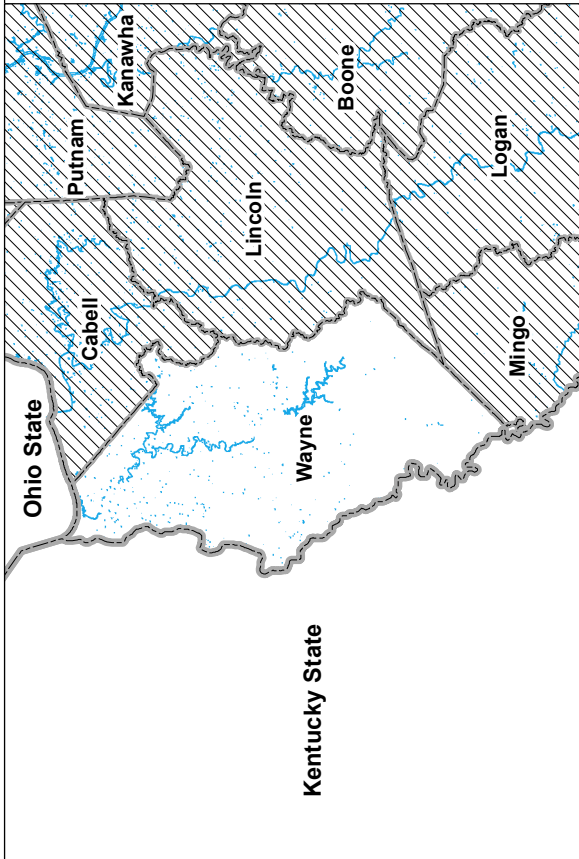 Ohio State
Cabell
Putnam
Kanawha
Lincoln
Boone
Wayne
Mingo
Logan
Kentucky State